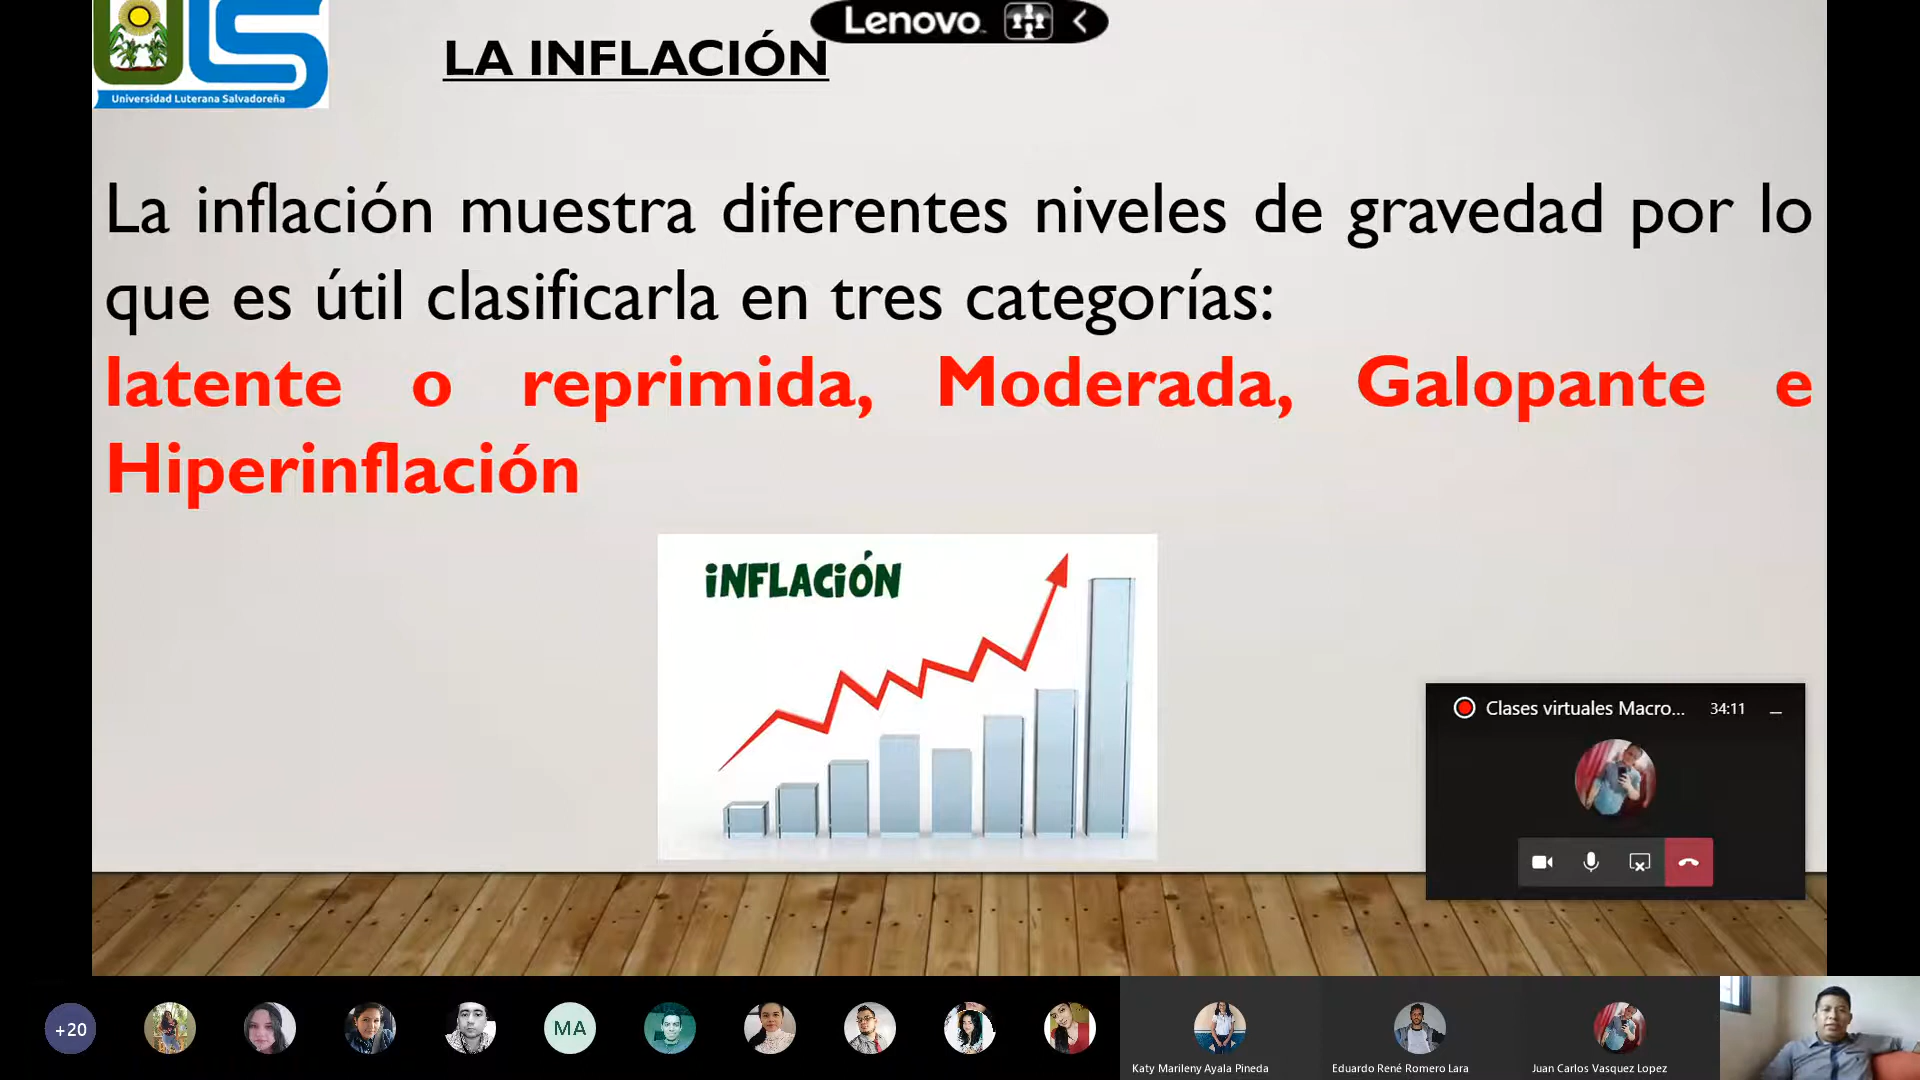 Lenovo
LA INFLACIÓN
Universidad Luterana Salvadoreña
La inflación muestra diferentes niveles de gravedad por lo
que es útil clasificarla en tres categorías:
latente o reprimida, Moderada, Galopante e
Hiperinflación
iNFLACiÓN
Clases virtuales Macro... 34:11
+20
MA
Katy Marileny Ayala Pineda
Eduardo René Romero Lara
Juan Carlos Vasquez Lopez